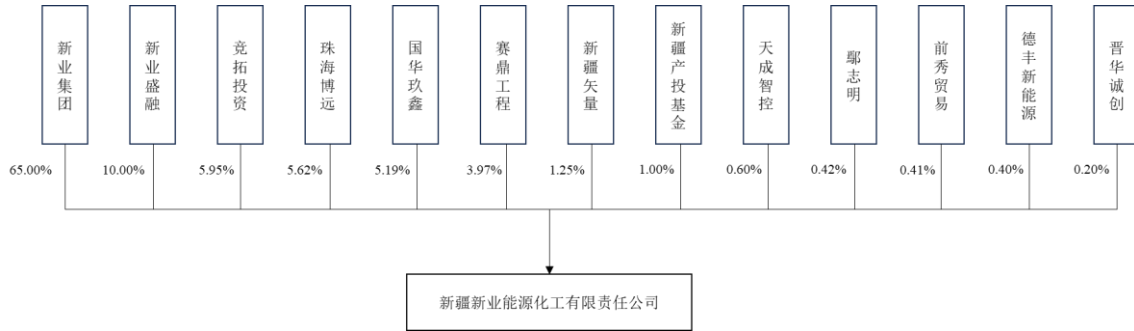 新业集团
新业盛融
竞拓投资
珠海博远
国华玖鑫
赛鼎工程
新疆矢量
新疆产投基金
天成智控
鄢志明
前秀贸易
德丰新能源
晋华诚创
65.00%
10.00%
5.95%
5.62%
5.19%
3.97%
1.25%
1.00%
0.60%
0.42%
0.41%
0.40%
0.20%
新疆新业能源化工有限责任公司